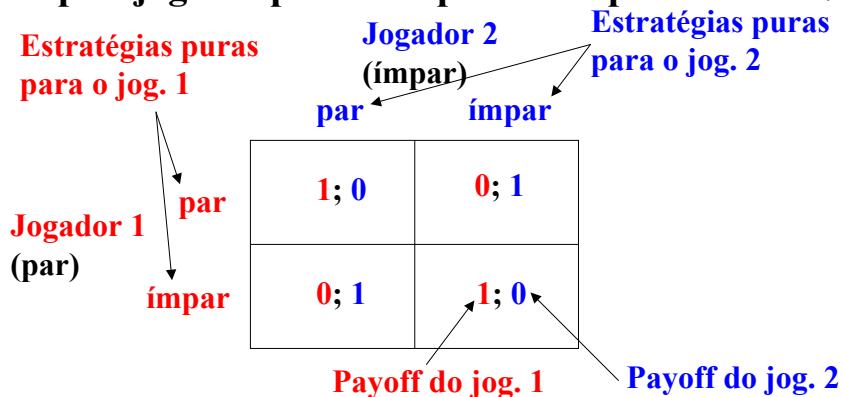 Estratégias puras
para o jog. 1
Jogador 2
(ímpar)
Estratégias puras
para o jog. 2
par ímpar
Jogador 1
(par)
par
1; 0 0; 1
ímpar
0; 1 1; 0
Payoff do jog. 1
Payoff do jog. 2